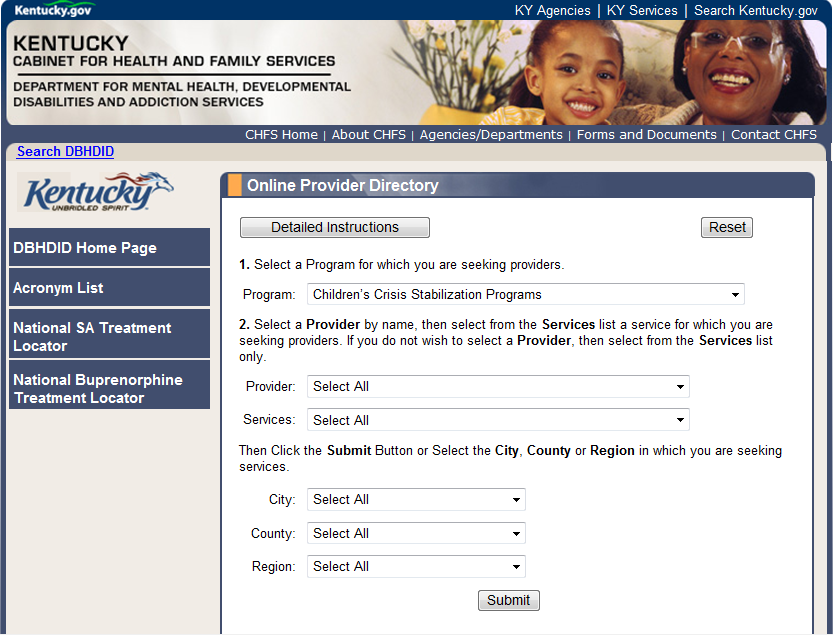 Kentucky.gov
KY Agencies | KY Services | Search Kentucky.gov
KENTUCKY
CABINET FOR HEALTH AND FAMILY SERVICES
DEPARTMENT FOR MENTAL HEALTH, DEVELOPMENTAL
DISABILITIES AND ADDICTION SERVICES
CHFS Home | About CHFS | Agencies/Departments | Forms and Documents | Contact CHFS
Search DBHDID
Kentucky
UNBRIDLED SPIRIT
DBHDID Home Page
Acronym List
National SA Treatment
Locator
National Buprenorphine
Treatment Locator
Online Provider Directory
Detailed Instructions
Reset
1. Select a Program for which you are seeking providers.
Program: Children's Crisis Stabilization Programs
2. Select a Provider by name, then select from the Services list a service for which you are
seeking providers. If you do not wish to select a Provider, then select from the Services list
only.
Provider: Select All
Services: Select All
Then Click the Submit Button or Select the City, County or Region in which you are seeking
services.
City: Select All
County: Select All
Region: Select All
Submit